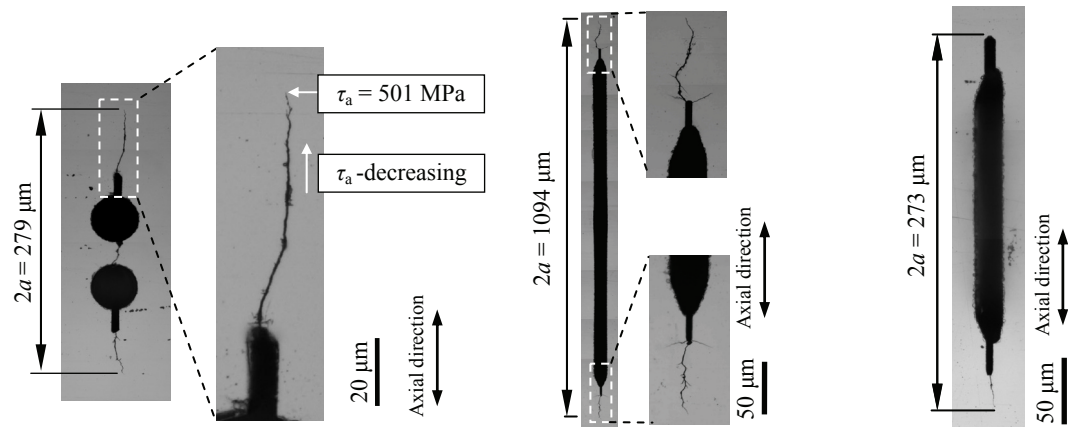 2a = 279 μm
τa = 501 MPa
τa -decreasing
20 μm
Axial direction
2a = 1094 μm
Axial direction
50 μm
2a = 273 μm
Axial direction
50 μm